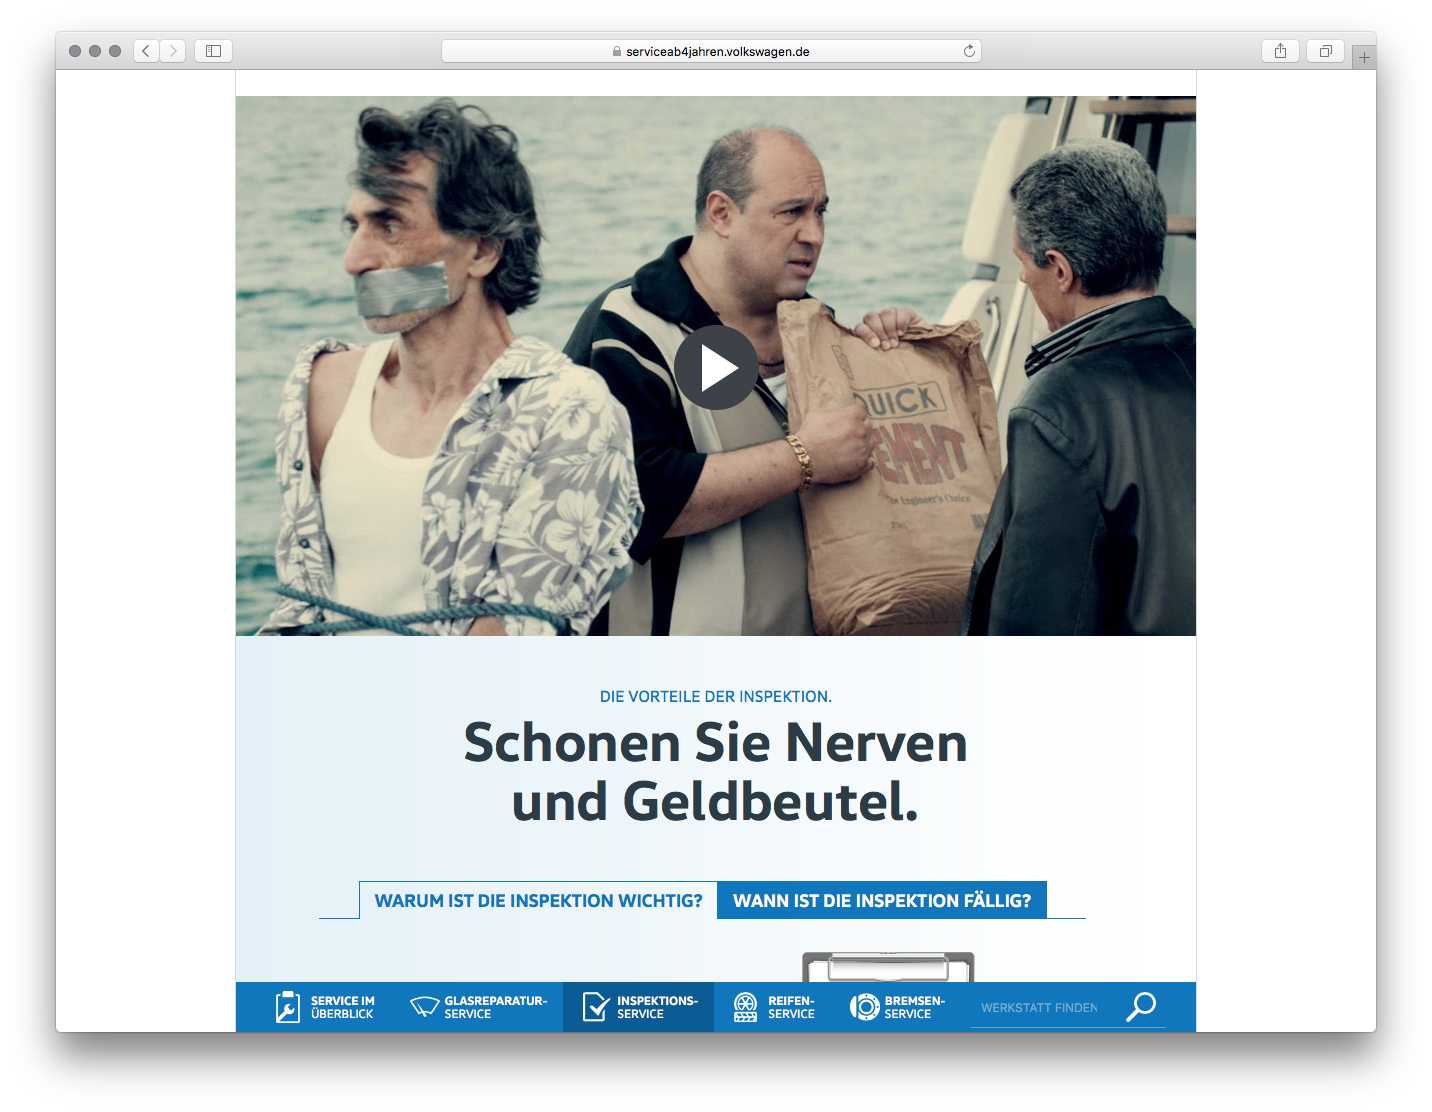 serviceab4jahren.volkswagen.de
QUICK
CEMENT
The Engineer's Choice
DIE VORTEILE DER INSPEKTION.
Schonen Sie Nerven
und Geldbeutel.
WARUM IST DIE INSPEKTION WICHTIG?
WANN IST DIE INSPEKTION FÄLLIG?
SERVICE IM
ÜBERBLICK
GLASREPARATUR-
SERVICE
INSPEKTIONS-
SERVICE
REIFEN-
SERVICE
BREMSEN-
SERVICE
WERKSTATT FINDEN